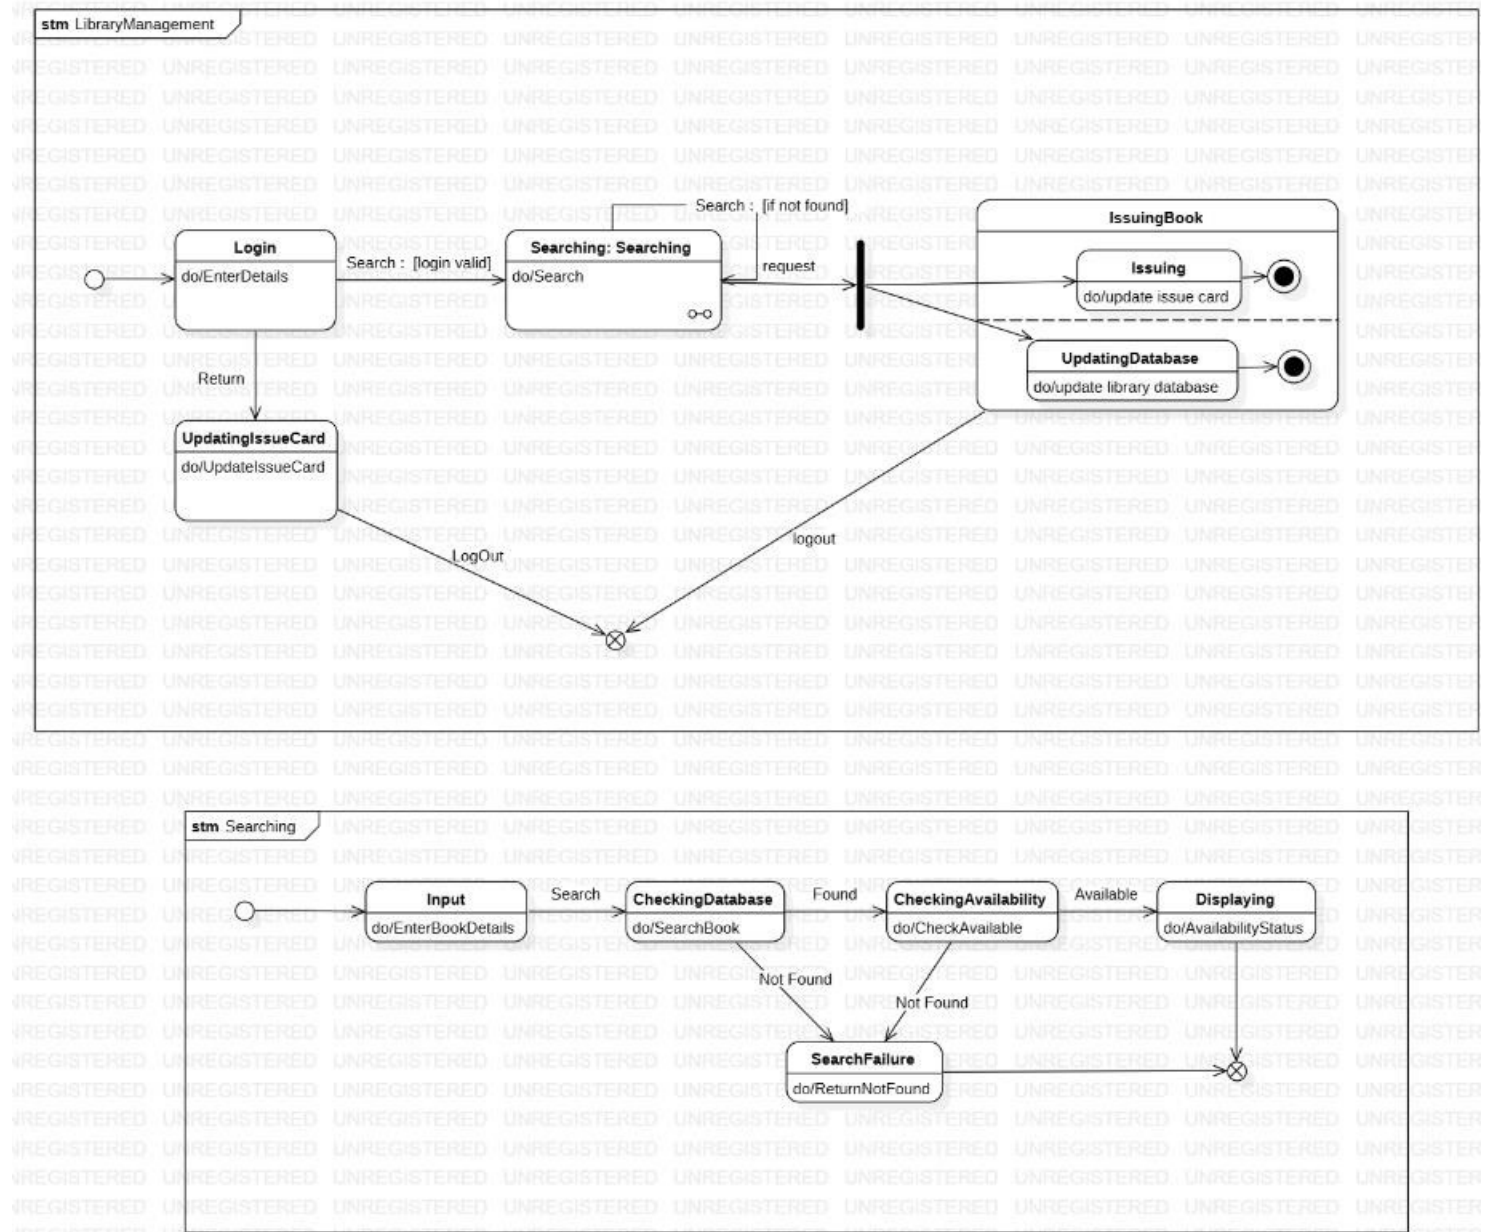 stm LibraryManagement
Search : [if not found]
Login
do/EnterDetails
Search : [login valid]
Searching: Searching
do/Search
request
IssuingBook
Issuing
do/update issue card
UpdatingDatabase
do/update library database
Return
UpdatingIssueCard
do/UpdateIssueCard
LogOut
logout
stm Searching
Input
do/EnterBookDetails
Search
CheckingDatabase
do/SearchBook
Found
CheckingAvailability
do/CheckAvailable
Available
Displaying
do/AvailabilityStatus
Not Found
Not Found
SearchFailure
do/ReturnNotFound
UNREGISTERED